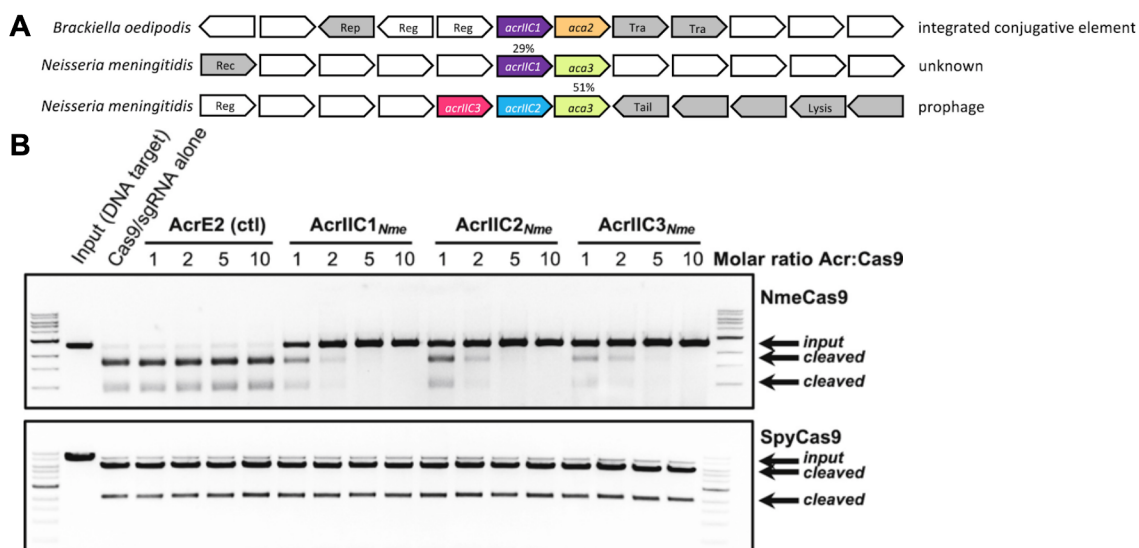 A
Brackiella oedipodis Rep Reg Reg acrIIC1 aca2 Tra Tra integrated conjugative element
29%
Neisseria meningitidis Rec acrIIC1 aca3 unknown
51%
Neisseria meningitidis Reg acrIIC3 acrIIC2 aca3 Tail Lysis prophage
B
Input (DNA target)
Cas9/sgRNA alone
AcrE2 (ctl) AcrIIC1Nme AcrIIC2Nme AcrIIC3Nme
1 2 5 10 1 2 5 10 1 2 5 10 1 2 5 10 Molar ratio Acr:Cas9
NmeCas9
input
cleaved
cleaved
SpyCas9
input
cleaved
cleaved